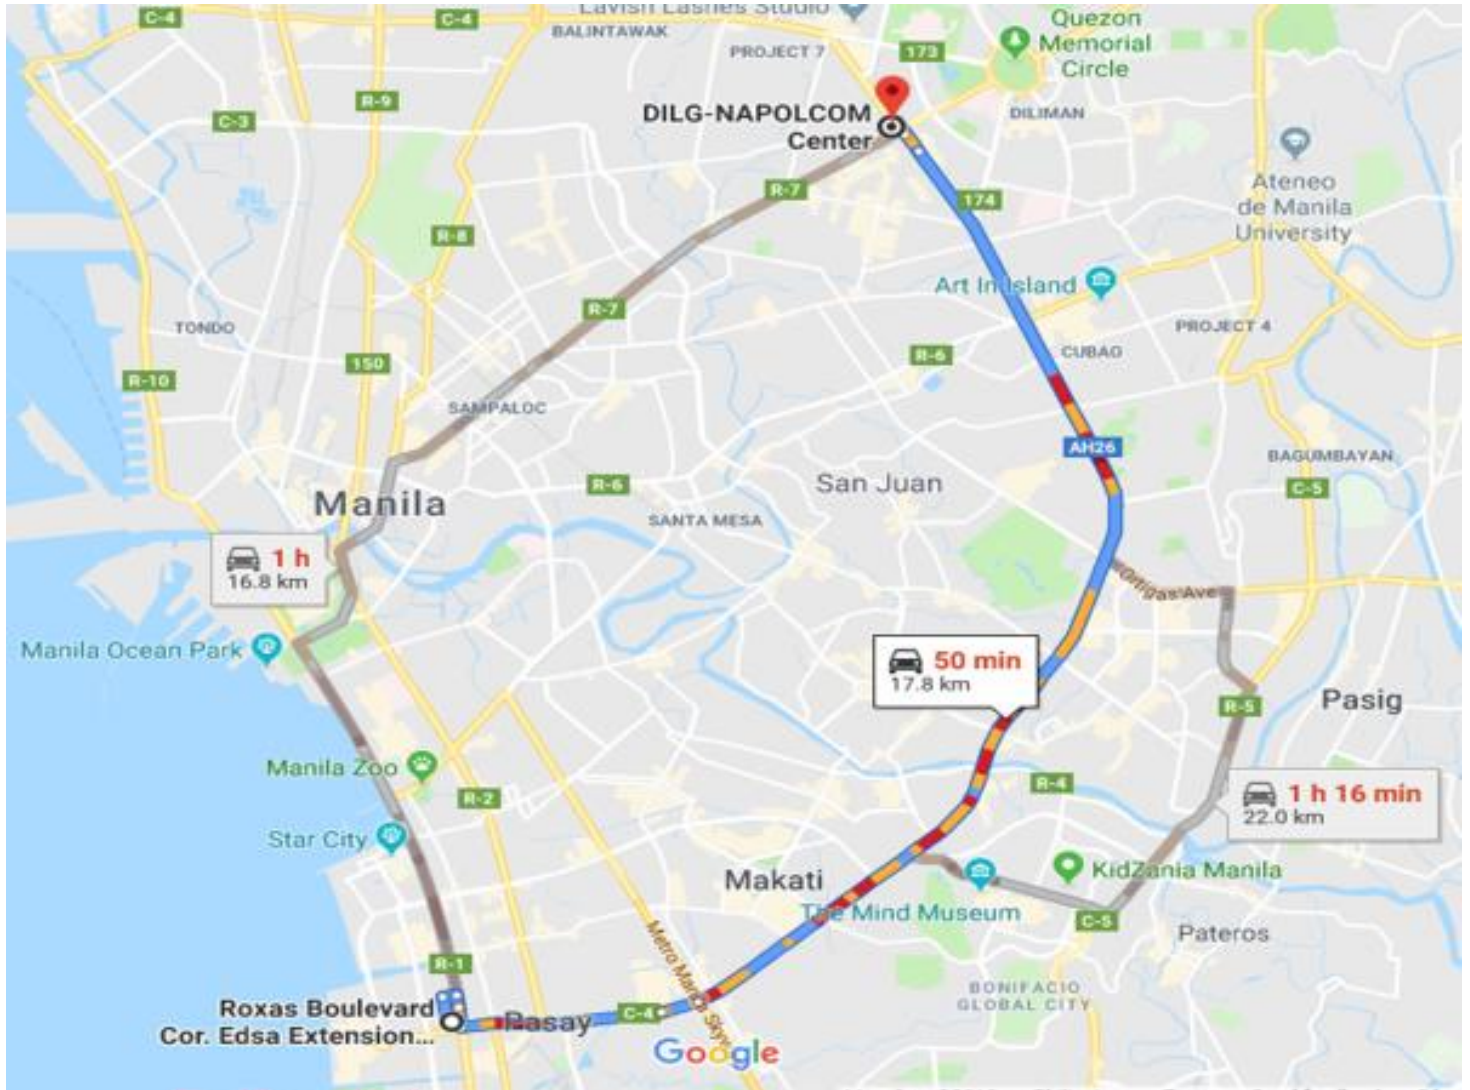 Lavish Lashes Studio
C-4
C-4
BALINTAWAK
PROJECT 7
173
Quezon
Memorial
Circle
R-9
C-3
DILG-NAPOLCOM
Center
DILIMAN
R-7
174
Ateneo
de Manila
University
R-8
Art In Island
R-7
TONDO
PROJECT 4
150
R-6
CUBAO
R-10
SAMPALOC
AH26
BAGUMBAYAN
San Juan
R-6
C-5
Manila
SANTA MESA
1 h
16.8 km
Ortigas Ave
Manila Ocean Park
50 min
17.8 km
Pasig
R-5
Manila Zoo
R-2
R-4
1 h 16 min
22.0 km
Star City
Makati
KidZania Manila
The Mind Museum
C-5
Pateros
Metro Manila Skyw
R-1
BONIFACIO
GLOBAL CITY
Roxas Boulevard
Cor. Edsa Extension...
Pasay
C-4
Google